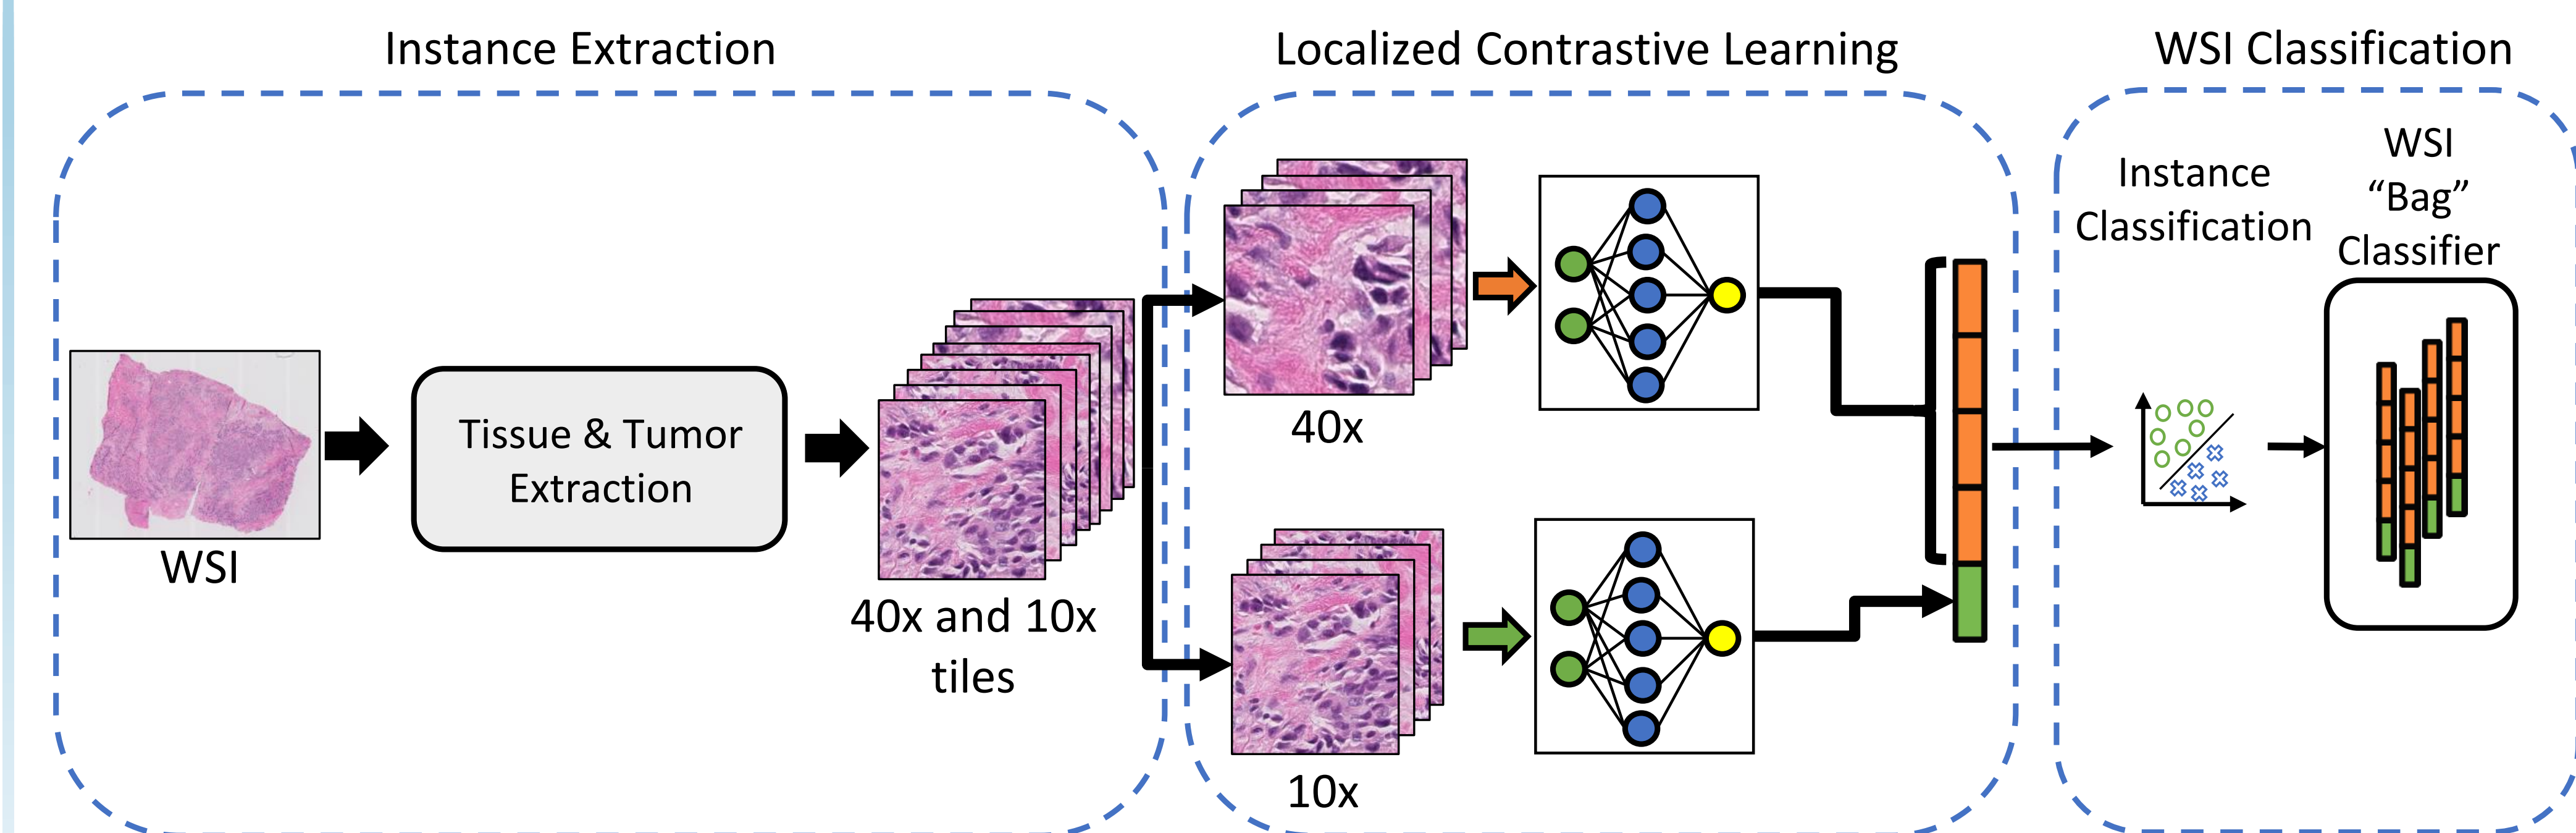 Instance Extraction
Localized Contrastive Learning
WSI Classification
WSI
Tissue & Tumor
Extraction
40x and 10x
tiles
40x
10x
Instance
Classification
WSI
“Bag”
Classifier